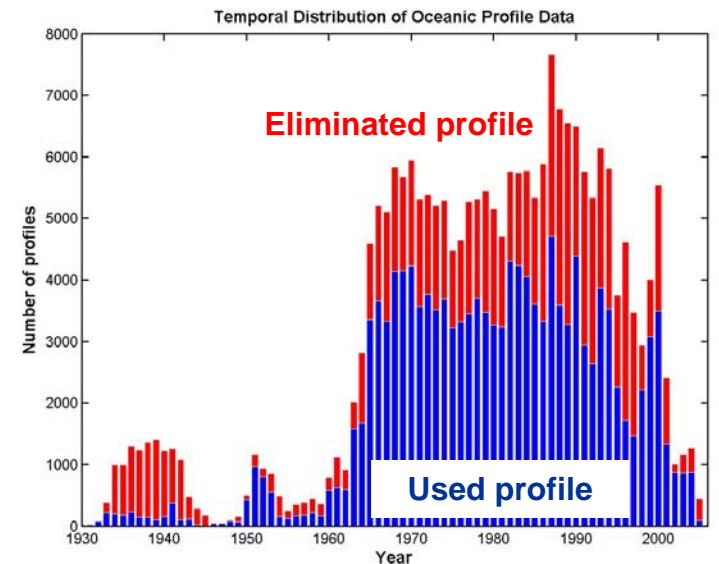 Temporal Distribution of Oceanic Profile Data
8000
7000
6000
5000
4000
3000
2000
1000
0
Number of profiles
Eliminated profile
Used profile
1930 1940 1950 1960 1970 1980 1990 2000
Year